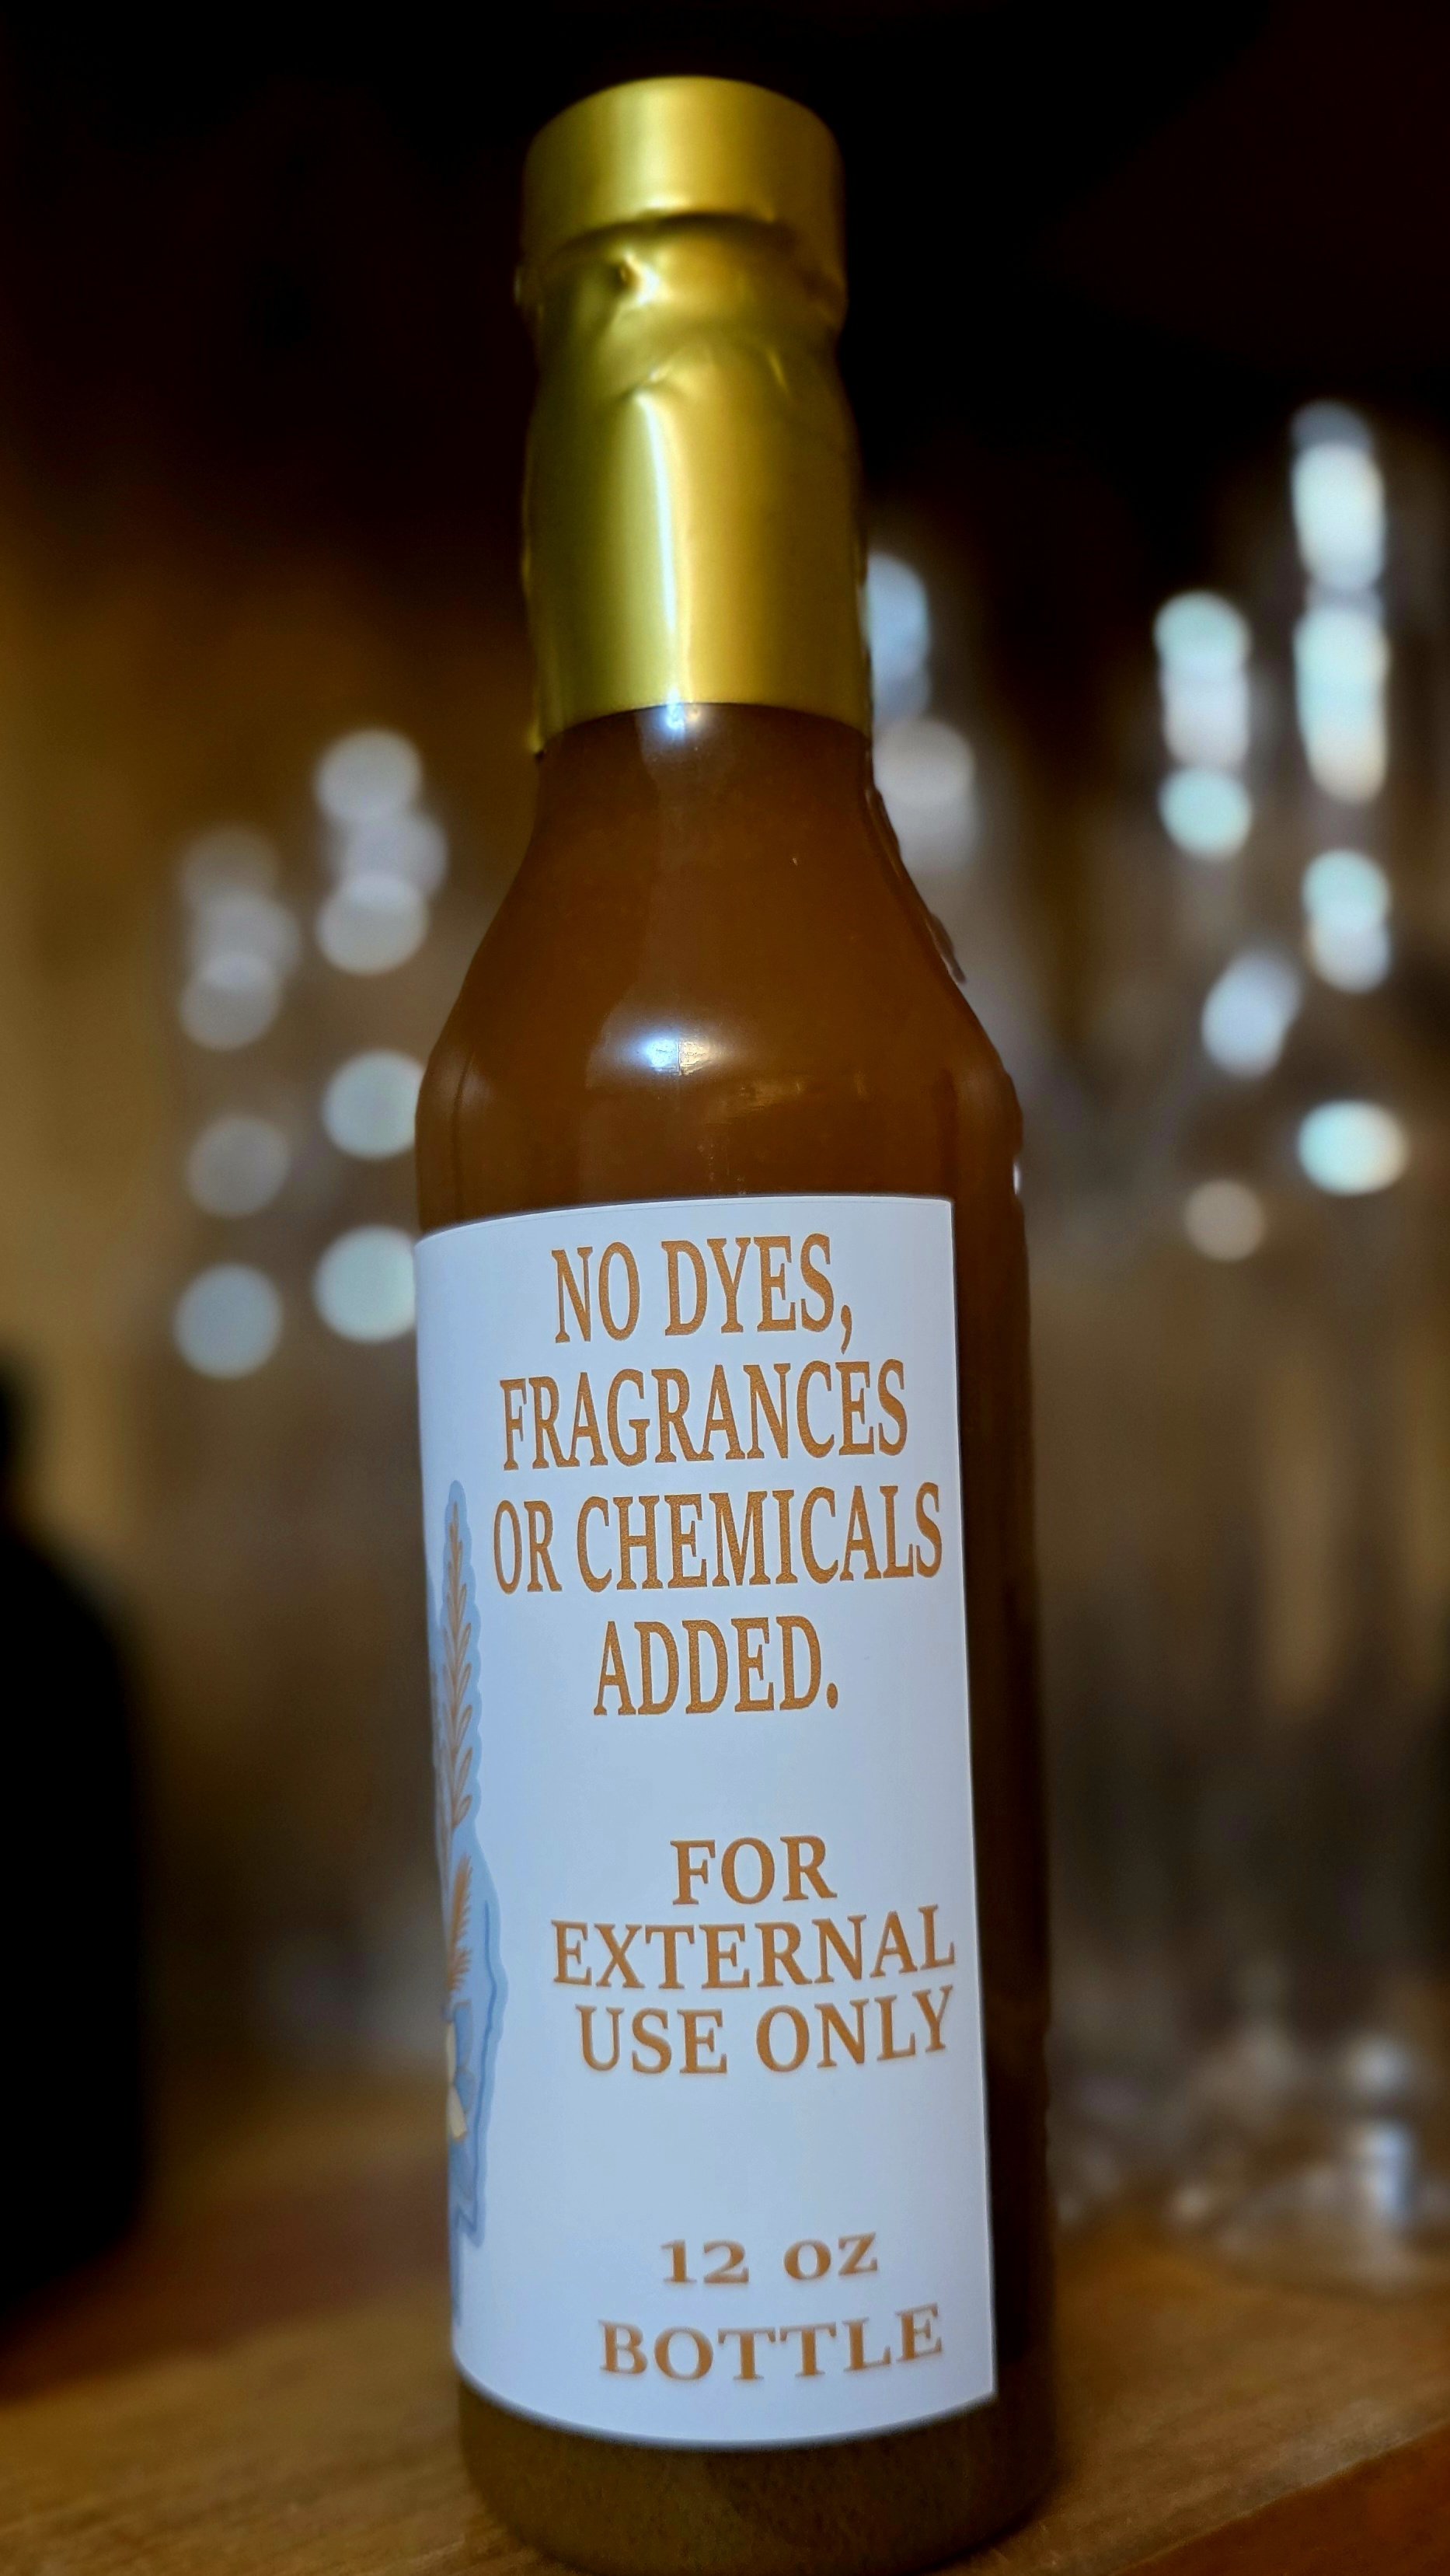 NO DYES,
FRAGRANCES
OR CHEMICALS
ADDED.
FOR
EXTERNAL
USE ONLY
12 OZ
BOTTLE